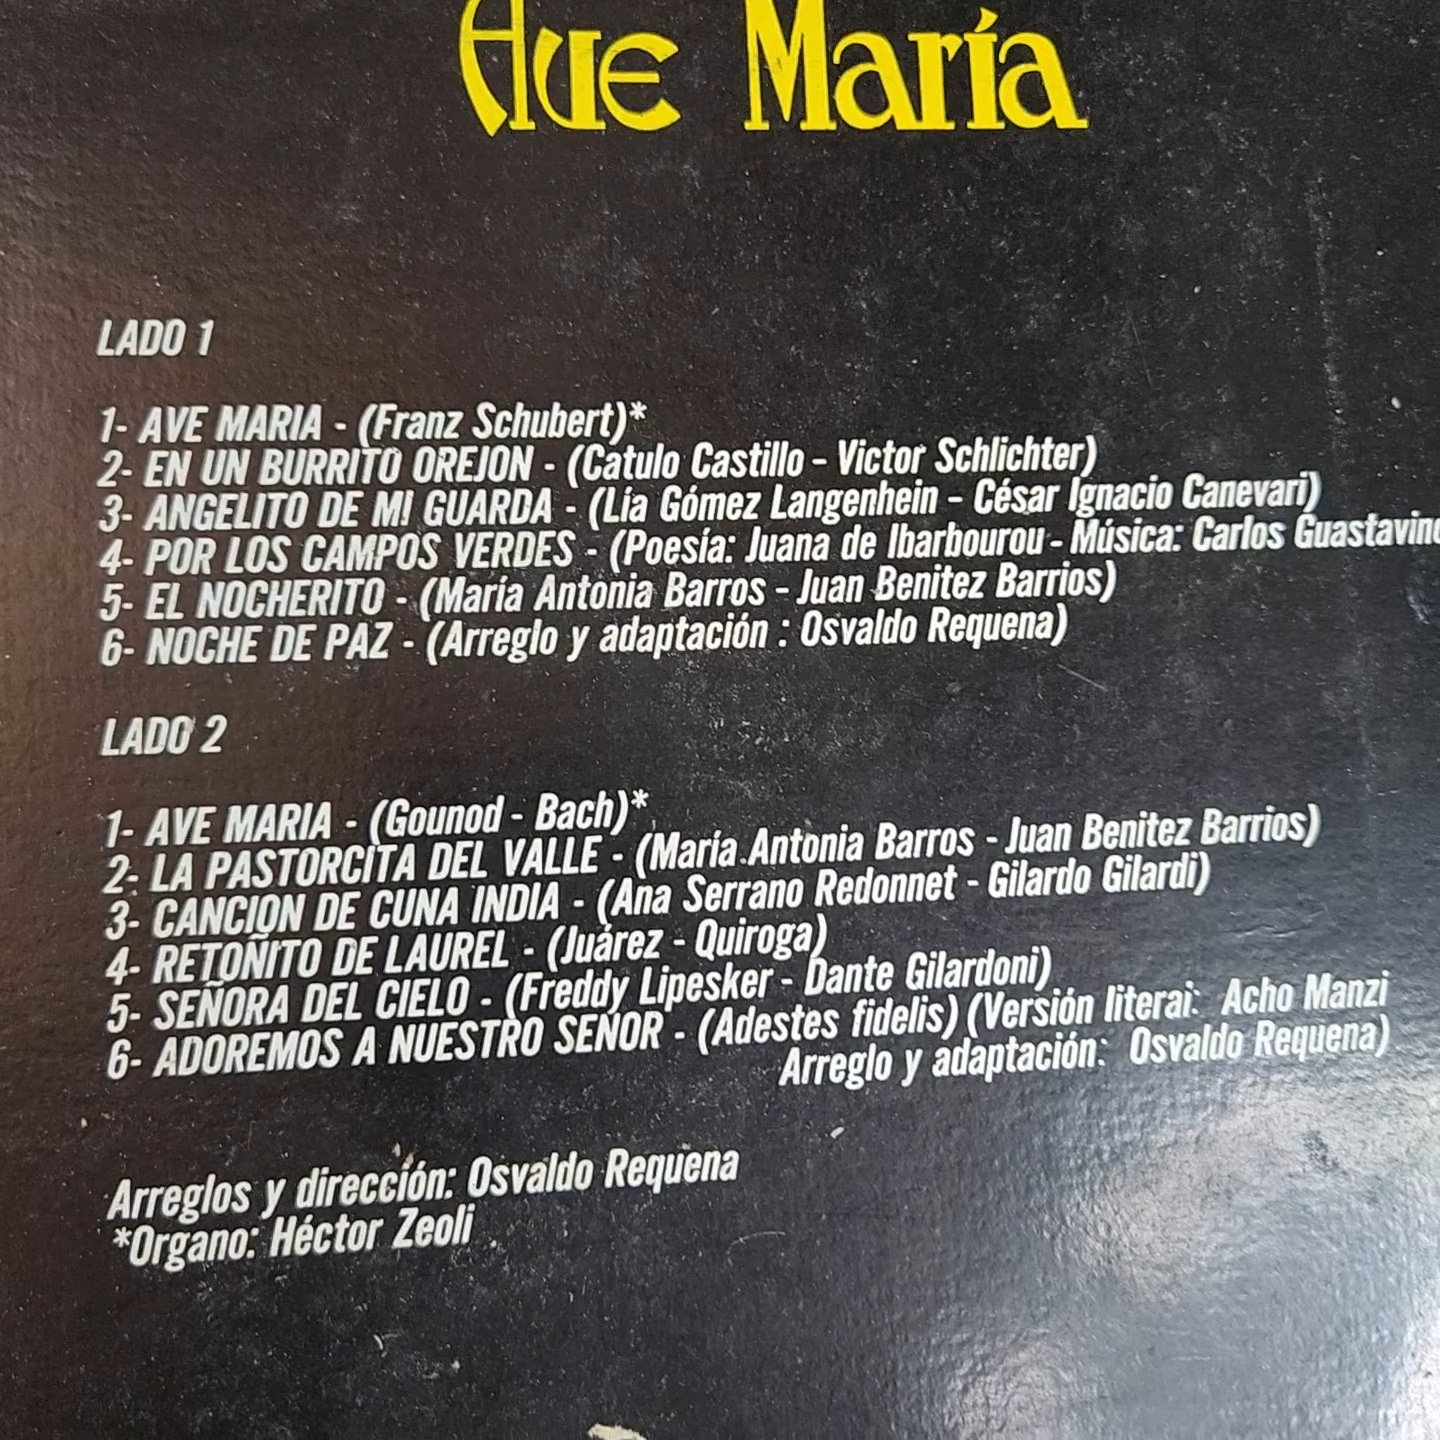 Ave María
LADO 1
1- AVE MARIA - (Franz Schubert)*
2- EN UN BURRITO OREJON - (Catulo Castillo - Victor Schlichter)
3- ANGELITO DE MI GUARDA - (Lia Gómez Langenhein - César Ignacio Canevari)
4- POR LOS CAMPOS VERDES - (Poesía: Juana de Ibarbourou - Música: Carlos Guastavino
5- EL NOCHERITO - (María Antonia Barros - Juan Benitez Barrios)
6- NOCHE DE PAZ - (Arreglo y adaptación : Osvaldo Requena)
LADO 2
1- AVE MARIA - (Gounod - Bach)*
2- LA PASTORCITA DEL VALLE - (María Antonia Barros - Juan Benitez Barrios)
3- CANCION DE CUNA INDIA - (Ana Serrano Redonnet - Gilardo Gilardi)
4- RETOÑITO DE LAUREL - (Juárez - Quiroga)
5- SEÑORA DEL CIELO - (Freddy Lipesker - Dante Gilardoni)
6- ADOREMOS A NUESTRO SEÑOR - (Adestes fidelis) (Versión literai: Acho Manzi
Arreglo y adaptación: Osvaldo Requena)
Arreglos y dirección: Osvaldo Requena
*Organo: Héctor Zeoli